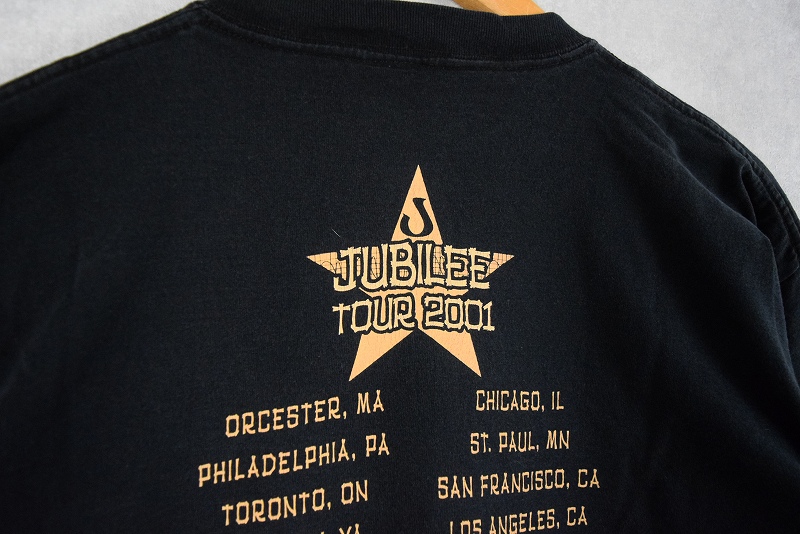 J
JUBILEE
TOUR 2001
ORCESTER, MA
PHILADELPHIA, PA
TORONTO, ON
CHICAGO, IL
ST. PAUL, MN
SAN FRANCISCO, CA
LOS ANGELES, CA